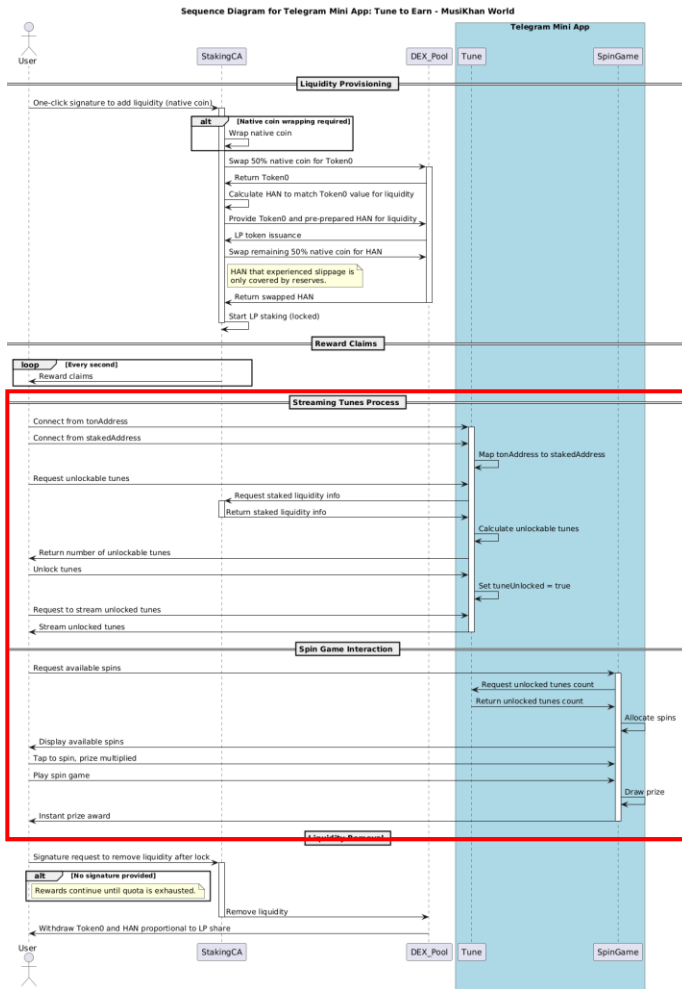 Sequence Diagram for Telegram Mini App: Tune to Earn - MusiKhan World
Telegram Mini App
User
StakingCA
DEX_Pool
Tune
SpinGame
Liquidity Provisioning
One-click signature to add liquidity (native coin)
alt [Native coin wrapping required]
Wrap native coin
Swap 50% native coin for Token0
Return Token0
Calculate HAN to match Token0 value for liquidity
Provide Token0 and pre-prepared HAN for liquidity
LP token issuance
Swap remaining 50% native coin for HAN
HAN that experienced slippage is
only covered by reserves.
Return swapped HAN
Start LP staking (locked)
Reward Claims
loop [Every second]
Reward claims
Streaming Tunes Process
Connect from tonAddress
Connect from stakedAddress
Map tonAddress to stakedAddress
Request unlockable tunes
Request staked liquidity info
Return staked liquidity info
Calculate unlockable tunes
Return number of unlockable tunes
Unlock tunes
Set tuneUnlocked = true
Request to stream unlocked tunes
Stream unlocked tunes
Spin Game Interaction
Request available spins
Request unlocked tunes count
Return unlocked tunes count
Allocate spins
Display available spins
Tap to spin, prize multiplied
Play spin game
Draw prize
Instant prize award
Liquidity Removal
Signature request to remove liquidity after lock
alt [No signature provided]
Rewards continue until quota is exhausted.
Remove liquidity
Withdraw Token0 and HAN proportional to LP share
User
StakingCA
DEX_Pool
Tune
SpinGame